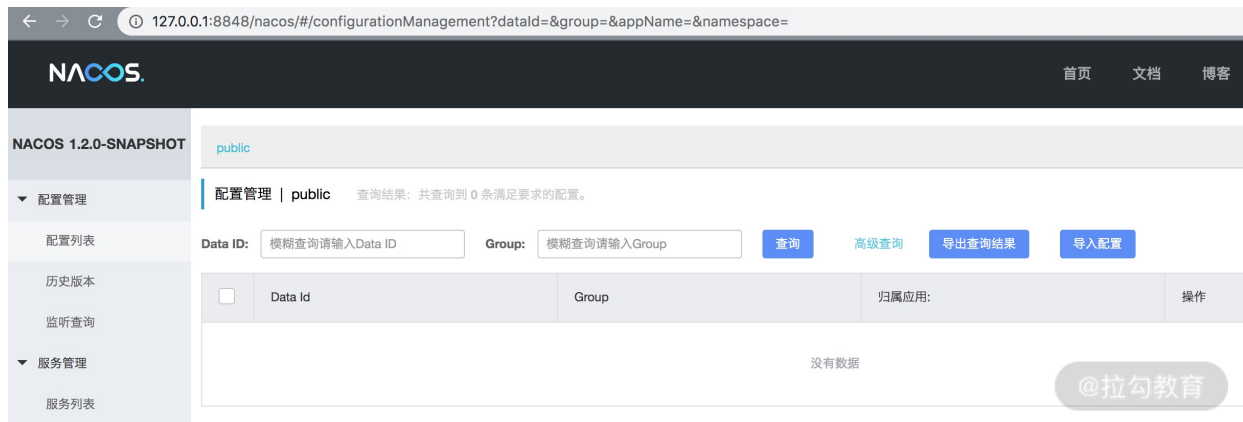 127.0.0.1:8848/nacos/#/configurationManagement?dataId=&group=&appName=&namespace=
NACOS.
首页 文档 博客
NACOS 1.2.0-SNAPSHOT
public
配置管理 | public 查询结果：共查询到 0 条满足要求的配置。
配置管理
配置列表
Data ID: 模糊查询请输入Data ID Group: 模糊查询请输入Group 查询 高级查询 导出查询结果 导入配置
历史版本
Data Id Group 归属应用: 操作
监听查询
服务管理
没有数据
@拉勾教育
服务列表